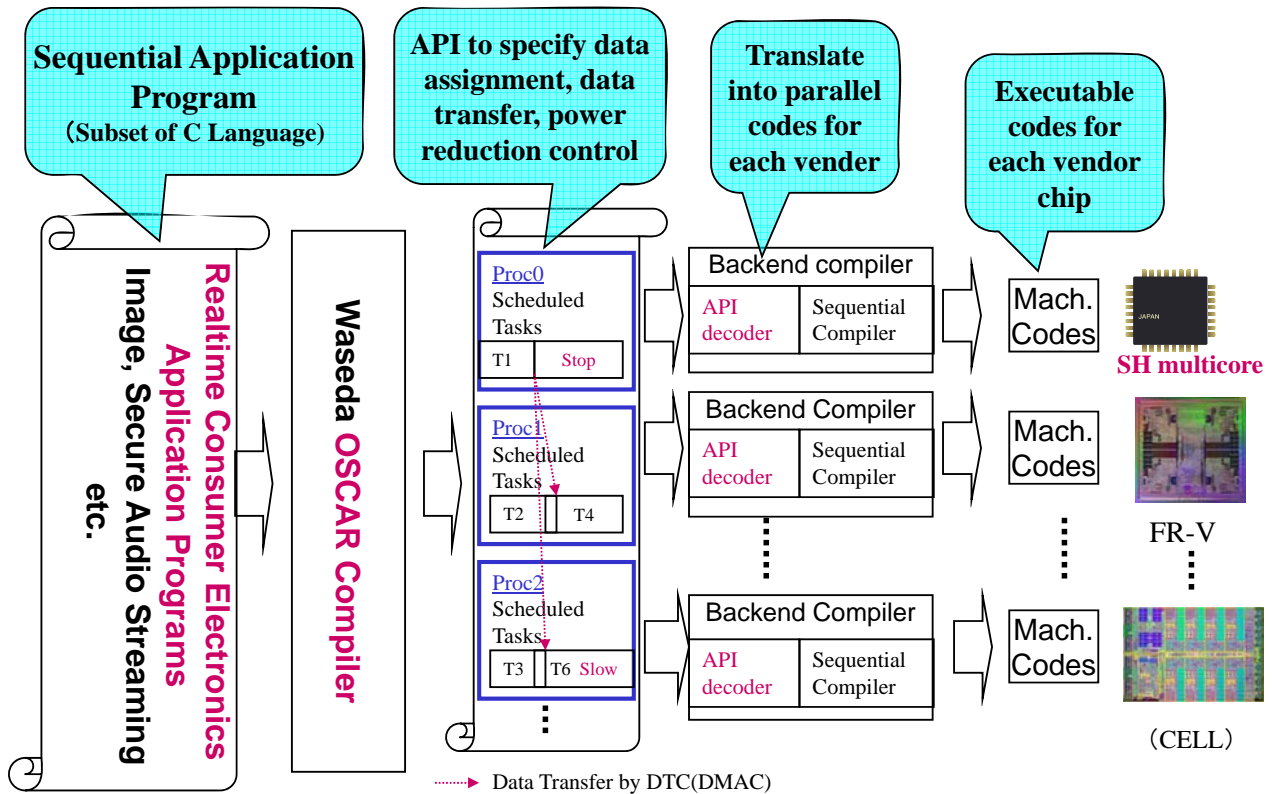 Sequential Application
Program
（Subset of C Language)
API to specify data
assignment, data
transfer, power
reduction control
Translate
into parallel
codes for
each vender
Executable
codes for
each vendor
chip
Realtime Consumer Electronics
Application Programs
Image, Secure Audio Streaming
etc.
Waseda OSCAR Compiler
Proc0
Scheduled
Tasks
T1 Stop
Proc1
Scheduled
Tasks
T2 T4
Proc2
Scheduled
Tasks
T3 T6 Slow
Backend compiler
API
decoder
Sequential
Compiler
Backend Compiler
API
decoder
Sequential
Compiler
Backend Compiler
API
decoder
Sequential
Compiler
Mach.
Codes
Mach.
Codes
Mach.
Codes
JAPAN
SH multicore
FR-V
（CELL）
Data Transfer by DTC(DMAC)